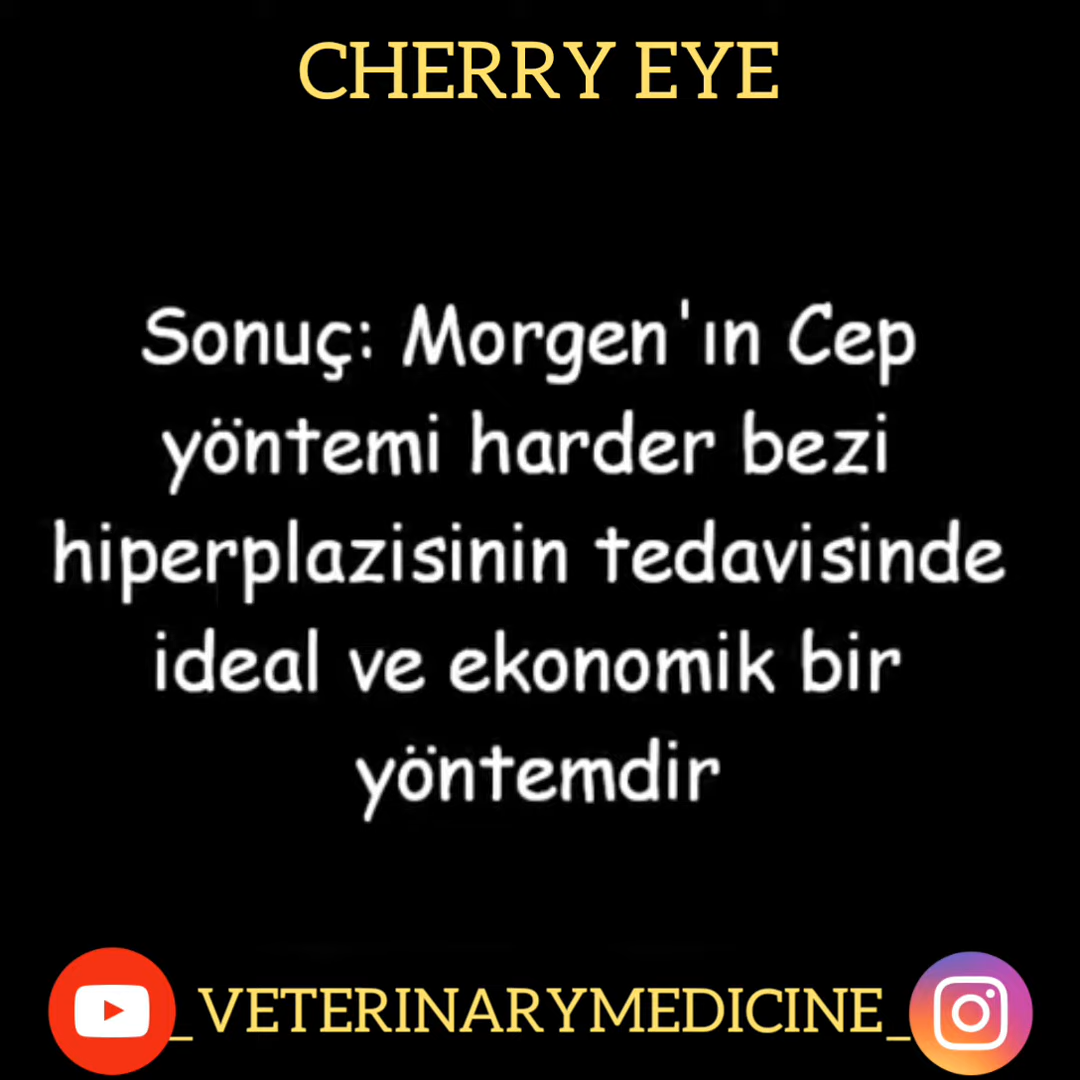 CHERRY EYE
Sonuç: Morgen'ın Cep
yöntemi harder bezi
hiperplazisinin tedavisinde
ideal ve ekonomik bir
yöntemdir
_VETERINARYMEDICINE_